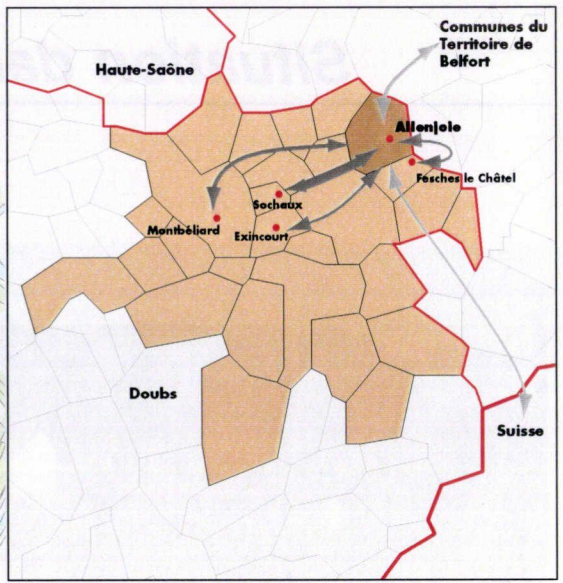 Communes du
Territoire de
Belfort
Haute-Saône
Allenjoie
Fesches le Châtel
Sochaux
Montbéliard
Exincourt
Doubs
Suisse